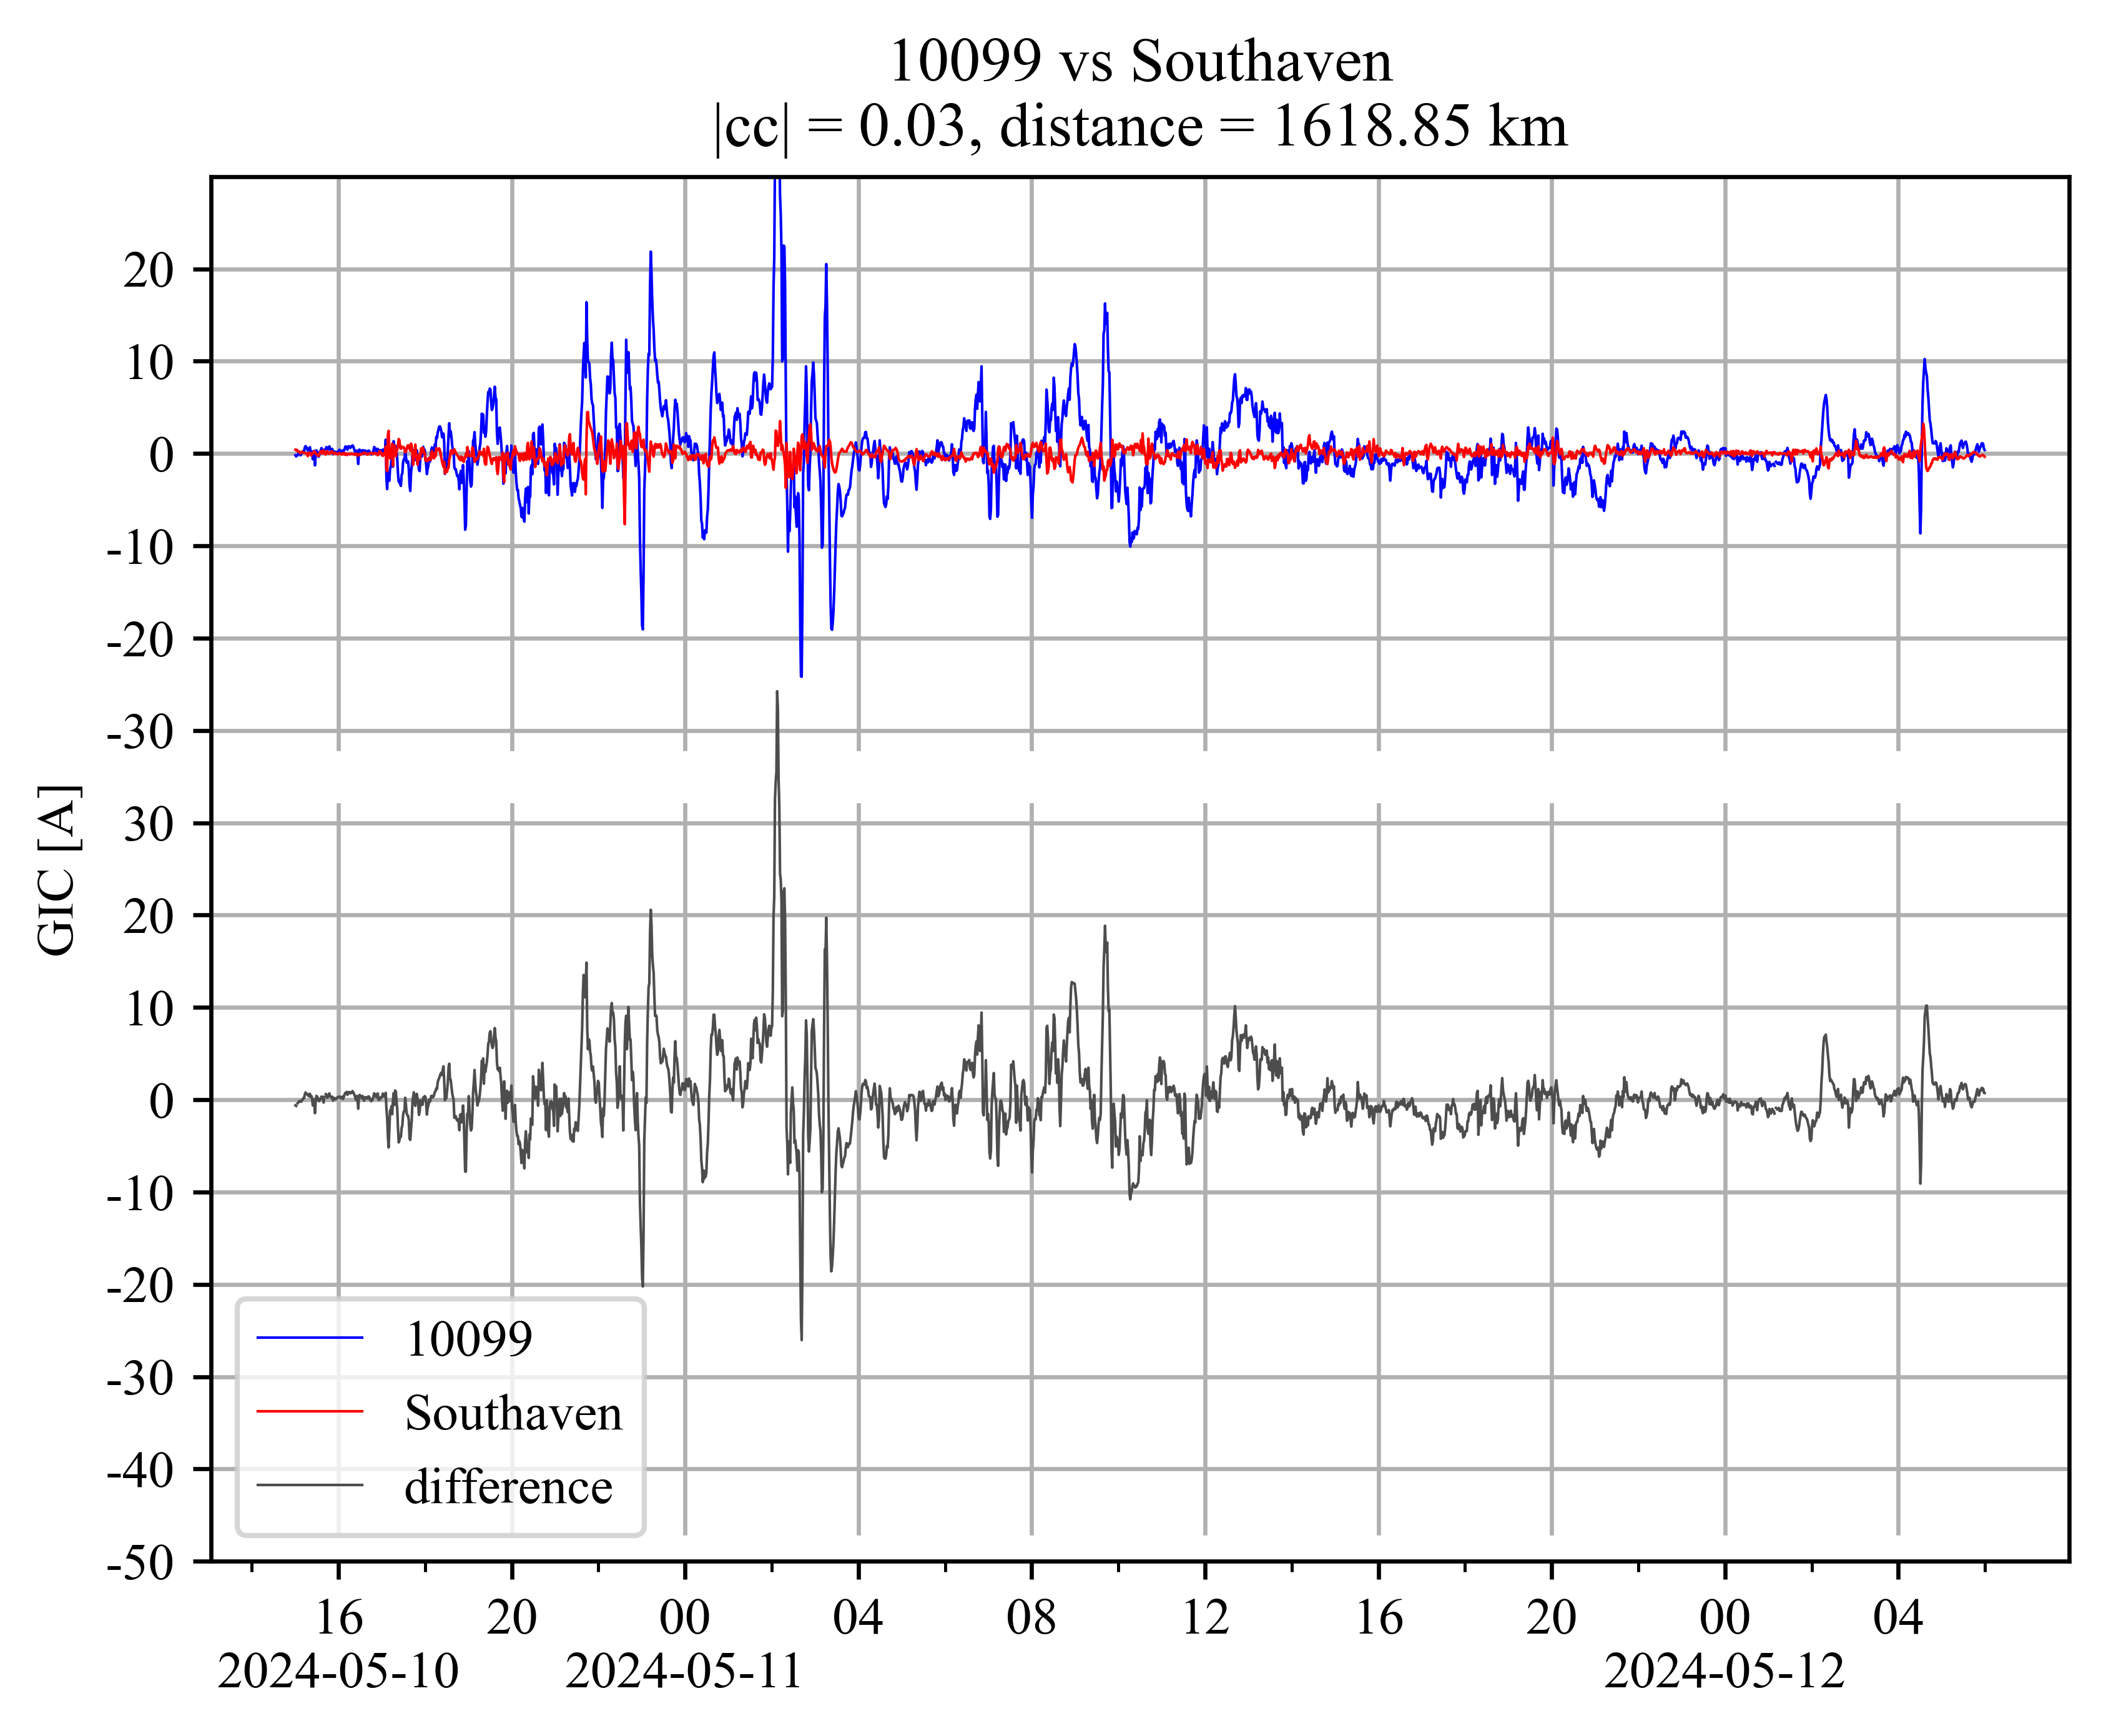 10099 vs Southaven
|cc| = 0.03, distance = 1618.85 km
20
10
0
-10
-20
-30
30
20
10
0
-10
-20
-30
-40
-50
GIC [A]
10099
Southaven
difference
16 20 00 04 08 12 16 20 00 04
2024-05-10 2024-05-11 2024-05-12